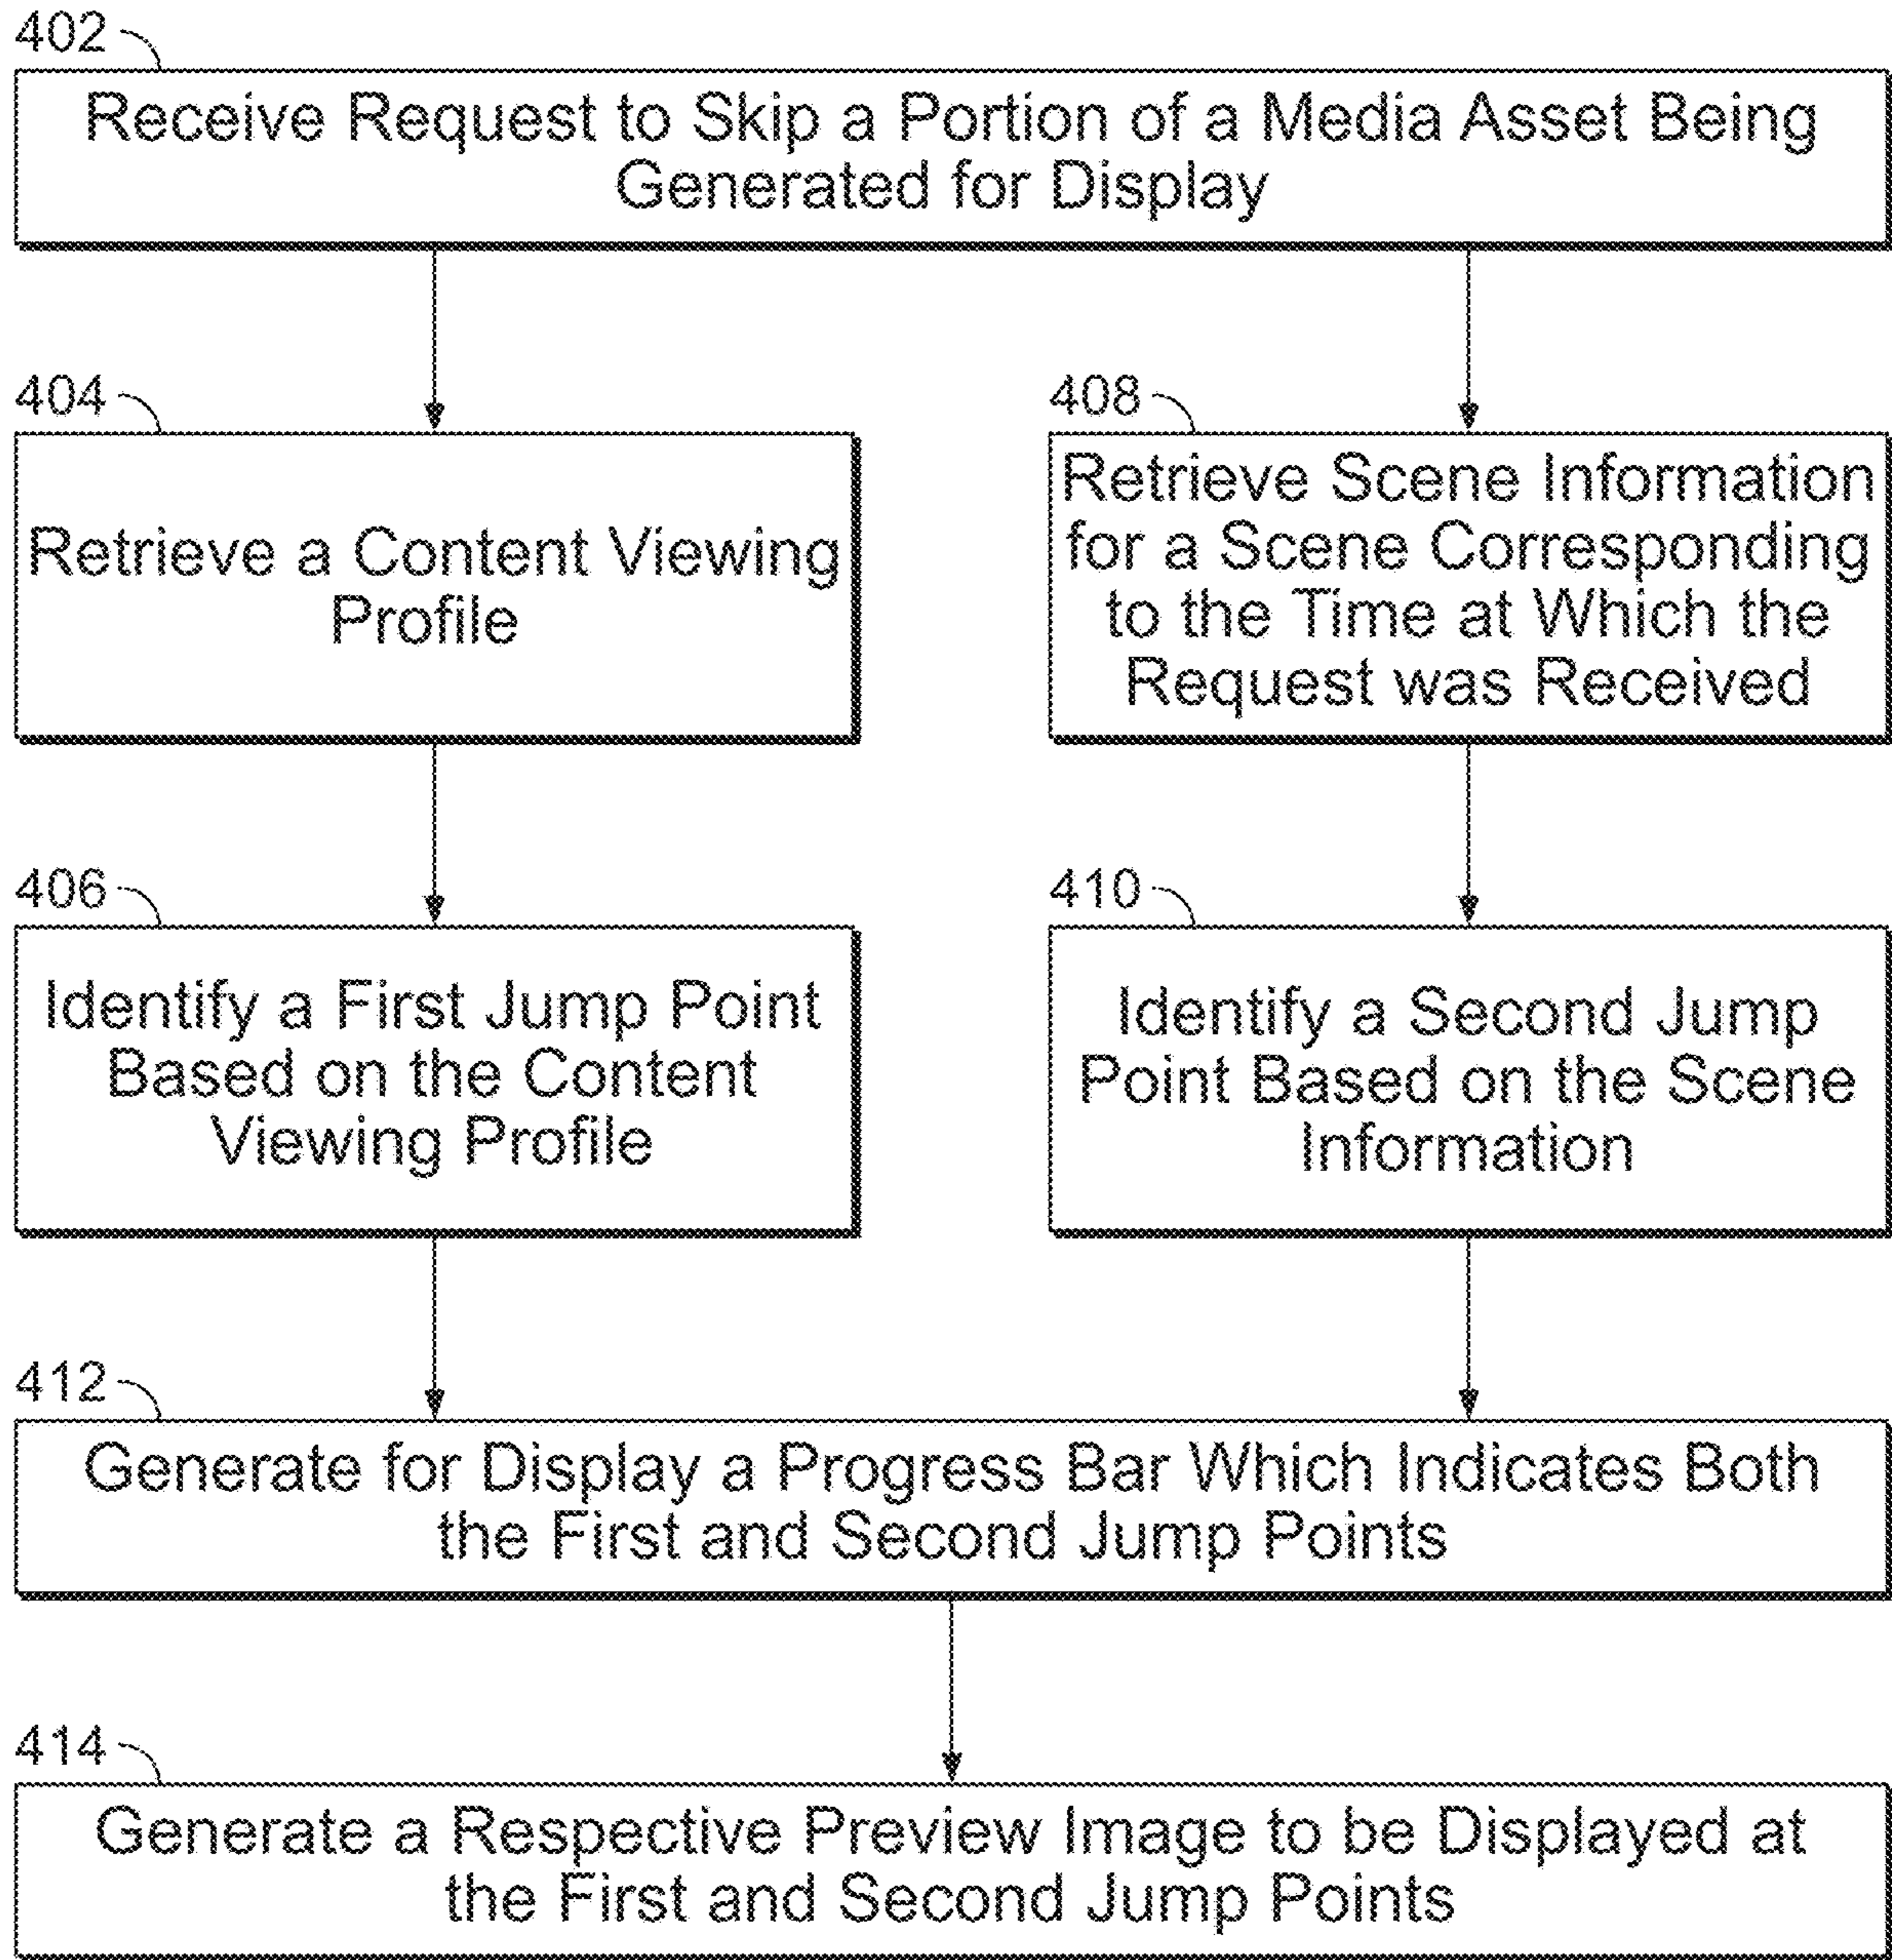 402
Receive Request to Skip a Portion of a Media Asset Being
Generated for Display
404
Retrieve a Content Viewing
Profile
408
Retrieve Scene Information
for a Scene Corresponding
to the Time at Which the
Request was Received
406
Identify a First Jump Point
Based on the Content
Viewing Profile
410
Identify a Second Jump
Point Based on the Scene
Information
412
Generate for Display a Progress Bar Which Indicates Both
the First and Second Jump Points
414
Generate a Respective Preview Image to be Displayed at
the First and Second Jump Points